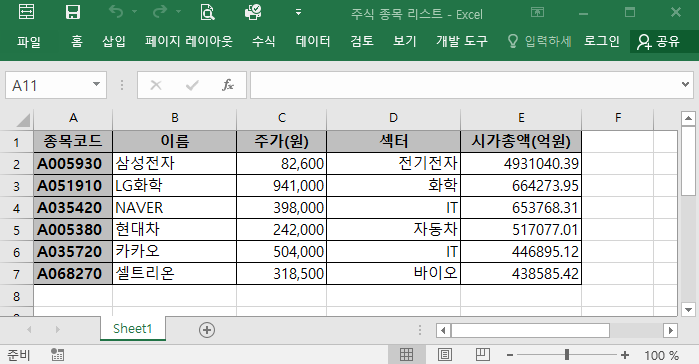 주식 종목 리스트 - Excel
파일 홈 삽입 페이지 레이아웃 수식 데이터 검토 보기 개발 도구 입력하세 로그인 공유
A11 fx
A B C D E F
1 종목코드 이름 주가(원) 섹터 시가총액(억원)
2 A005930 삼성전자 82,600 전기전자 4931040.39
3 A051910 LG화학 941,000 화학 664273.95
4 A035420 NAVER 398,000 IT 653768.31
5 A005380 현대차 242,000 자동차 517077.01
6 A035720 카카오 504,000 IT 446895.12
7 A068270 셀트리온 318,500 바이오 438585.42
8
Sheet1
준비 100 %